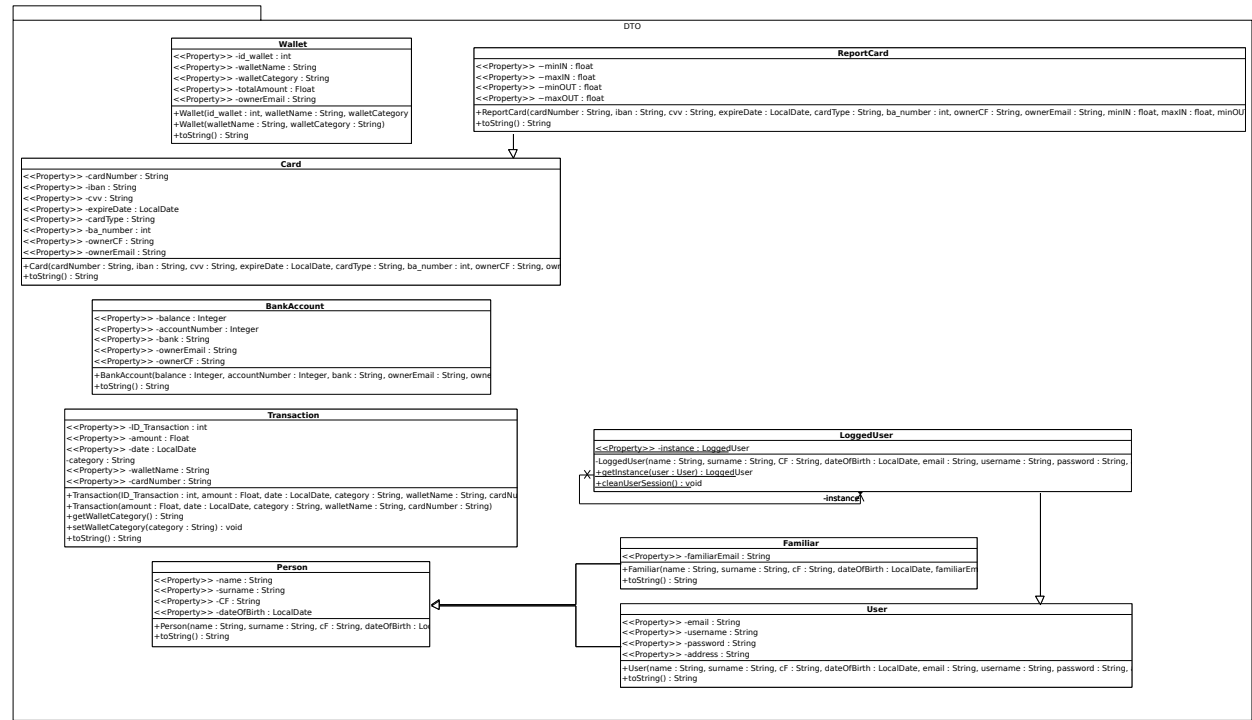 DTO
Wallet
<<Property>> -id_wallet : int
<<Property>> -walletName : String
<<Property>> -walletCategory : String
<<Property>> -totalAmount : Float
<<Property>> -ownerEmail : String
+Wallet(id_wallet : int, walletName : String, walletCategory
+Wallet(walletName : String, walletCategory : String)
+toString() : String
ReportCard
<<Property>> ~minIN : float
<<Property>> ~maxIN : float
<<Property>> ~minOUT : float
<<Property>> ~maxOUT : float
+ReportCard(cardNumber : String, iban : String, cvv : String, expireDate : LocalDate, cardType : String, ba_number : int, ownerCF : String, ownerEmail : String, minIN : float, maxIN : float, minOU
+toString() : String
Card
<<Property>> -cardNumber : String
<<Property>> -iban : String
<<Property>> -cvv : String
<<Property>> -expireDate : LocalDate
<<Property>> -cardType : String
<<Property>> -ba_number : int
<<Property>> -ownerCF : String
<<Property>> -ownerEmail : String
+Card(cardNumber : String, iban : String, cvv : String, expireDate : LocalDate, cardType : String, ba_number : int, ownerCF : String, own
+toString() : String
BankAccount
<<Property>> -balance : Integer
<<Property>> -accountNumber : Integer
<<Property>> -bank : String
<<Property>> -ownerEmail : String
<<Property>> -ownerCF : String
+BankAccount(balance : Integer, accountNumber : Integer, bank : String, ownerEmail : String, owne
+toString() : String
Transaction
<<Property>> -ID_Transaction : int
<<Property>> -amount : Float
<<Property>> -date : LocalDate
-category : String
<<Property>> -walletName : String
<<Property>> -cardNumber : String
+Transaction(ID_Transaction : int, amount : Float, date : LocalDate, category : String, walletName : String, cardNu
+Transaction(amount : Float, date : LocalDate, category : String, walletName : String, cardNumber : String)
+getWalletCategory() : String
+setWalletCategory(category : String) : void
+toString() : String
LoggedUser
<<Property>> -instance : LoggedUser
-LoggedUser(name : String, surname : String, CF : String, dateOfBirth : LocalDate, email : String, username : String, password : String,
+getInstance(user : User) : LoggedUser
+cleanUserSession() : void
-instance
Familiar
<<Property>> -familiarEmail : String
+Familiar(name : String, surname : String, cF : String, dateOfBirth : LocalDate, familiarEm
+toString() : String
Person
<<Property>> -name : String
<<Property>> -surname : String
<<Property>> -CF : String
<<Property>> -dateOfBirth : LocalDate
+Person(name : String, surname : String, cF : String, dateOfBirth : Loc
+toString() : String
User
<<Property>> -email : String
<<Property>> -username : String
<<Property>> -password : String
<<Property>> -address : String
+User(name : String, surname : String, cF : String, dateOfBirth : LocalDate, email : String, username : String, password : String,
+toString() : String